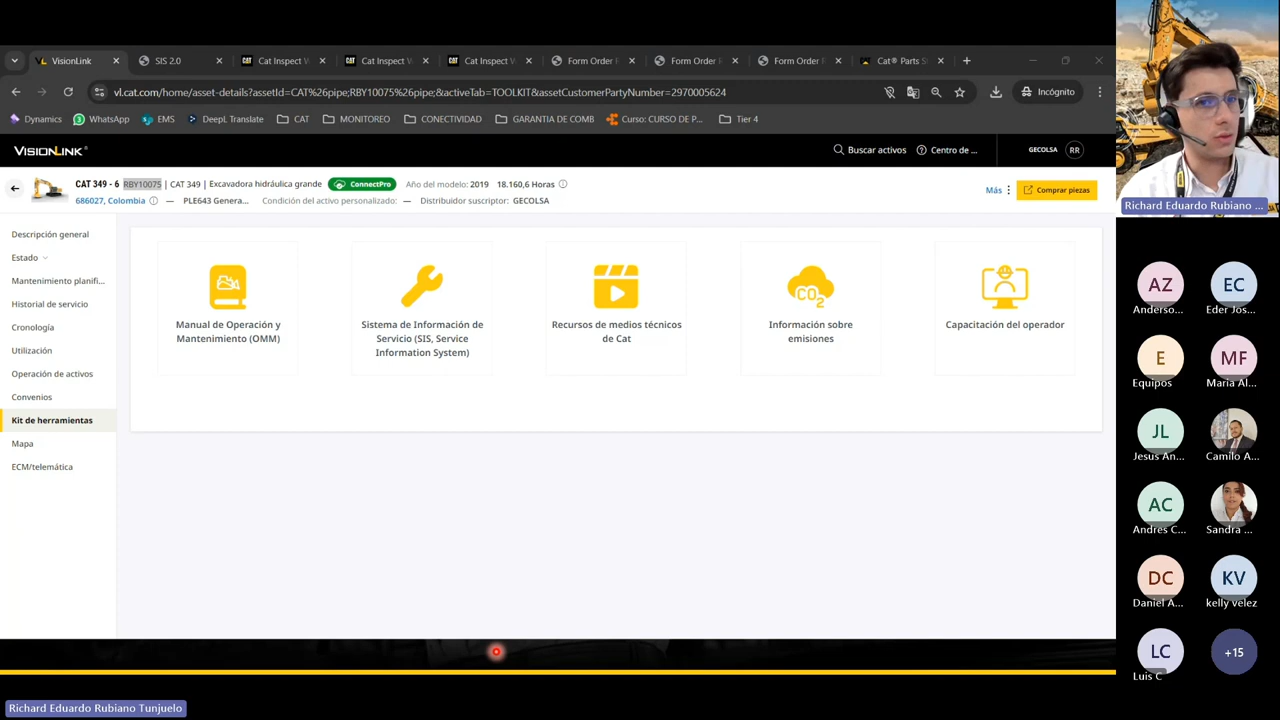 VisionLink
SIS 2.0
Cat Inspect
Cat Inspect
Cat Inspect
Form Order
Form Order
Form Order
Cat® Parts
vl.cat.com/home/asset-details?assetId=CAT%26pipe;RBY10075%26pipe;&activeTab=TOOLKIT&assetCustomerPartyNumber=2970005624
Incógnito
Dynamics
WhatsApp
EMS
DeepL Translate
CAT
MONITOREO
CONECTIVIDAD
GARANTIA DE COMB
Curso: CURSO DE P...
Tier 4
VISIONLINK®
Buscar activos
Centro de ...
GECOLSA
RR
CAT 349 - 6 RBY10075 | CAT 349 | Excavadora hidráulica grande
ConnectPro
Año del modelo: 2019
18.160,6 Horas
686027, Colombia — PLE643 Genera... Condición del activo personalizado: — Distribuidor suscriptor: GECOLSA
Más
Comprar piezas
Descripción general
Estado
Mantenimiento planifi...
Historial de servicio
Cronología
Utilización
Operación de activos
Convenios
Kit de herramientas
Mapa
ECM/telemática
Manual de Operación y
Mantenimiento (OMM)
Sistema de Información de
Servicio (SIS, Service
Information System)
Recursos de medios técnicos
de Cat
CO2
Información sobre
emisiones
Capacitación del operador
Richard Eduardo Rubiano ...
AZ
Anderso...
EC
Eder Jos...
E
Equipos
MF
Maria Al...
JL
Jesus An...
Camilo A...
AC
Andres C...
Sandra ...
DC
Daniel A...
KV
kelly velez
LC
Luis C
+15
Richard Eduardo Rubiano Tunjuelo